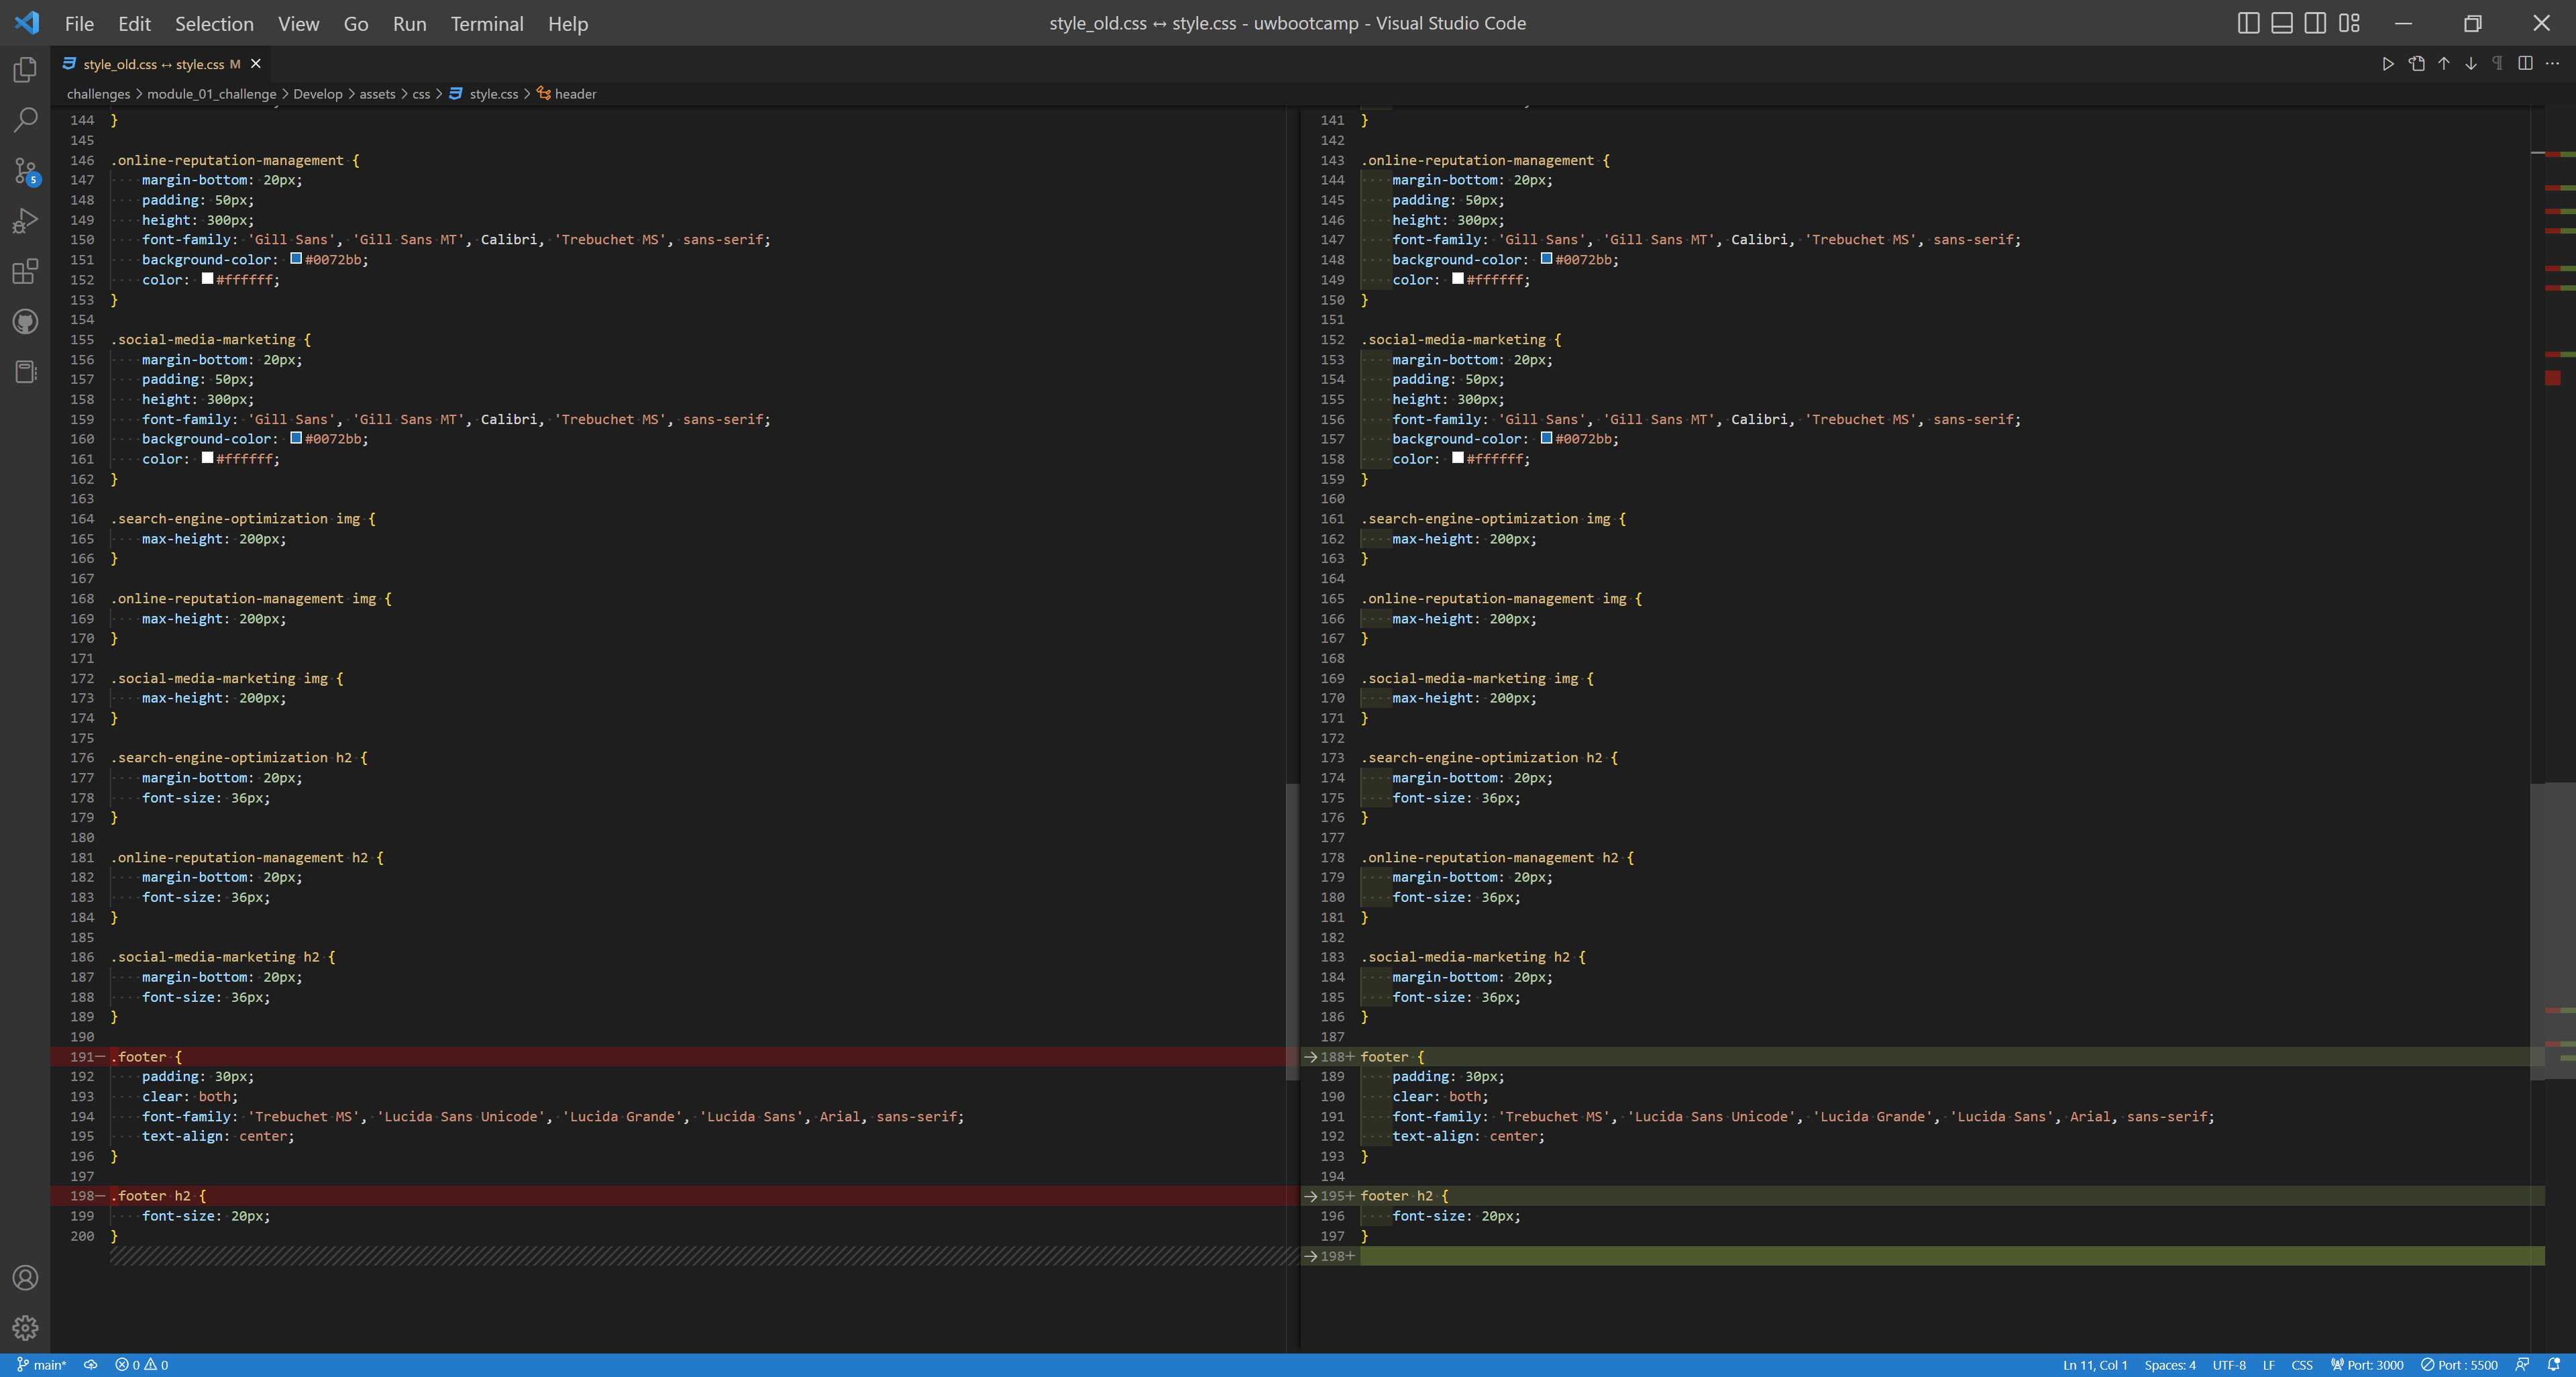 File Edit Selection View Go Run Terminal Help
style_old.css ↔ style.css - uwbootcamp - Visual Studio Code
style_old.css ↔ style.css M
challenges > module_01_challenge > Develop > assets > css > style.css > header
144 }
145
146 .online-reputation-management {
147 margin-bottom: 20px;
148 padding: 50px;
149 height: 300px;
150 font-family: 'Gill Sans', 'Gill Sans MT', Calibri, 'Trebuchet MS', sans-serif;
151 background-color: #0072bb;
152 color: #ffffff;
153 }
154
155 .social-media-marketing {
156 margin-bottom: 20px;
157 padding: 50px;
158 height: 300px;
159 font-family: 'Gill Sans', 'Gill Sans MT', Calibri, 'Trebuchet MS', sans-serif;
160 background-color: #0072bb;
161 color: #ffffff;
162 }
163
164 .search-engine-optimization img {
165 max-height: 200px;
166 }
167
168 .online-reputation-management img {
169 max-height: 200px;
170 }
171
172 .social-media-marketing img {
173 max-height: 200px;
174 }
175
176 .search-engine-optimization h2 {
177 margin-bottom: 20px;
178 font-size: 36px;
179 }
180
181 .online-reputation-management h2 {
182 margin-bottom: 20px;
183 font-size: 36px;
184 }
185
186 .social-media-marketing h2 {
187 margin-bottom: 20px;
188 font-size: 36px;
189 }
190
191− .footer {
192 padding: 30px;
193 clear: both;
194 font-family: 'Trebuchet MS', 'Lucida Sans Unicode', 'Lucida Grande', 'Lucida Sans', Arial, sans-serif;
195 text-align: center;
196 }
197
198− .footer h2 {
199 font-size: 20px;
200 }
141 }
142
143 .online-reputation-management {
144 margin-bottom: 20px;
145 padding: 50px;
146 height: 300px;
147 font-family: 'Gill Sans', 'Gill Sans MT', Calibri, 'Trebuchet MS', sans-serif;
148 background-color: #0072bb;
149 color: #ffffff;
150 }
151
152 .social-media-marketing {
153 margin-bottom: 20px;
154 padding: 50px;
155 height: 300px;
156 font-family: 'Gill Sans', 'Gill Sans MT', Calibri, 'Trebuchet MS', sans-serif;
157 background-color: #0072bb;
158 color: #ffffff;
159 }
160
161 .search-engine-optimization img {
162 max-height: 200px;
163 }
164
165 .online-reputation-management img {
166 max-height: 200px;
167 }
168
169 .social-media-marketing img {
170 max-height: 200px;
171 }
172
173 .search-engine-optimization h2 {
174 margin-bottom: 20px;
175 font-size: 36px;
176 }
177
178 .online-reputation-management h2 {
179 margin-bottom: 20px;
180 font-size: 36px;
181 }
182
183 .social-media-marketing h2 {
184 margin-bottom: 20px;
185 font-size: 36px;
186 }
187
→188+ footer {
189 padding: 30px;
190 clear: both;
191 font-family: 'Trebuchet MS', 'Lucida Sans Unicode', 'Lucida Grande', 'Lucida Sans', Arial, sans-serif;
192 text-align: center;
193 }
194
→195+ footer h2 {
196 font-size: 20px;
197 }
→198+
5
main* 0 0
Ln 11, Col 1 Spaces: 4 UTF-8 LF CSS Port: 3000 Port : 5500